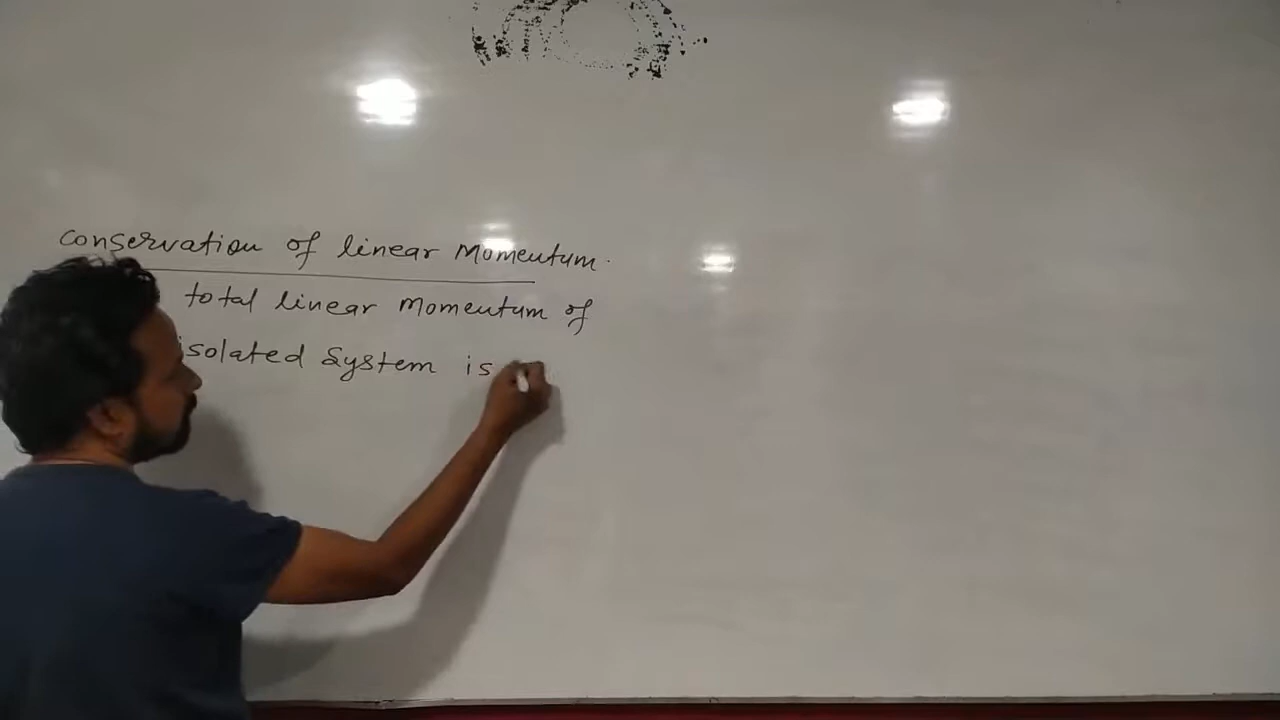 conservation of linear Momentum.
total linear Momentum of
isolated System is